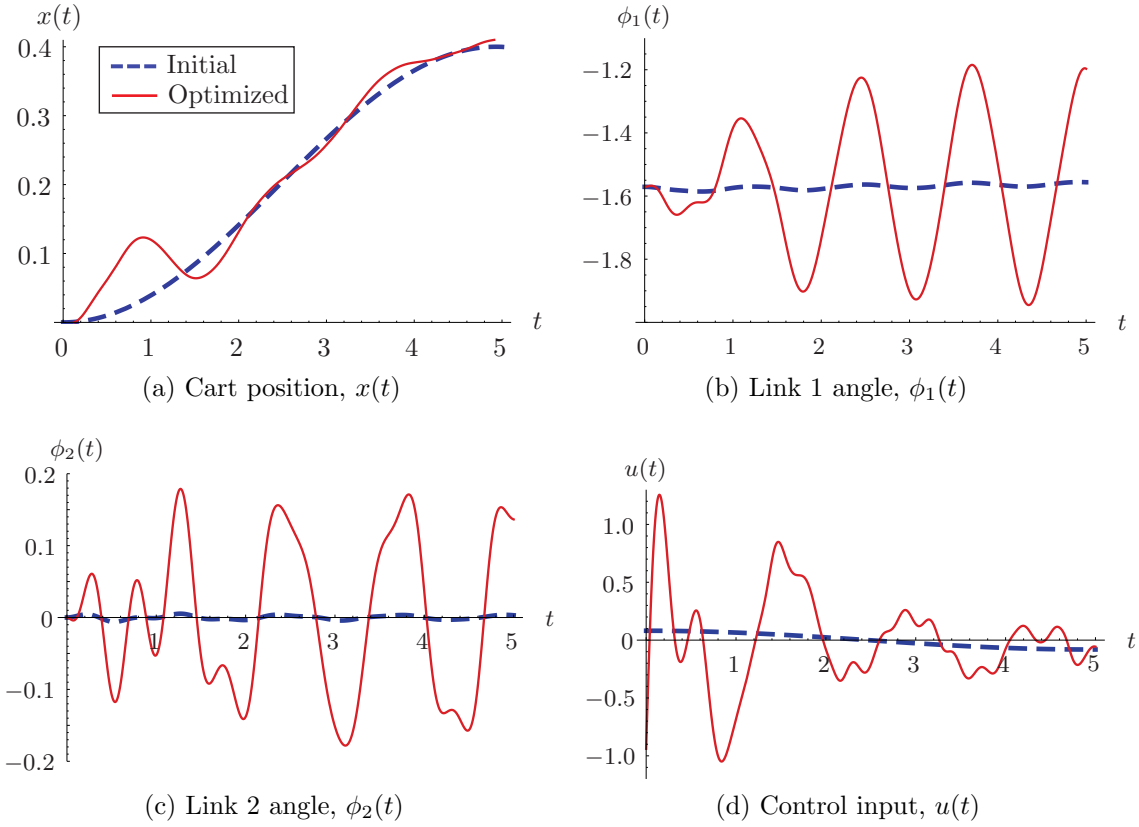 x(t)
0.4
0.3
0.2
0.1
Initial
Optimized
0 1 2 3 4 5 t
(a) Cart position, x(t)
ϕ₁(t)
−1.2
−1.4
−1.6
−1.8
0 1 2 3 4 5 t
(b) Link 1 angle, ϕ₁(t)
ϕ₂(t)
0.2
0.1
0
−0.1
−0.2
1 2 3 4 5 t
(c) Link 2 angle, ϕ₂(t)
u(t)
1.0
0.5
0
−0.5
−1.0
1 2 3 4 5 t
(d) Control input, u(t)